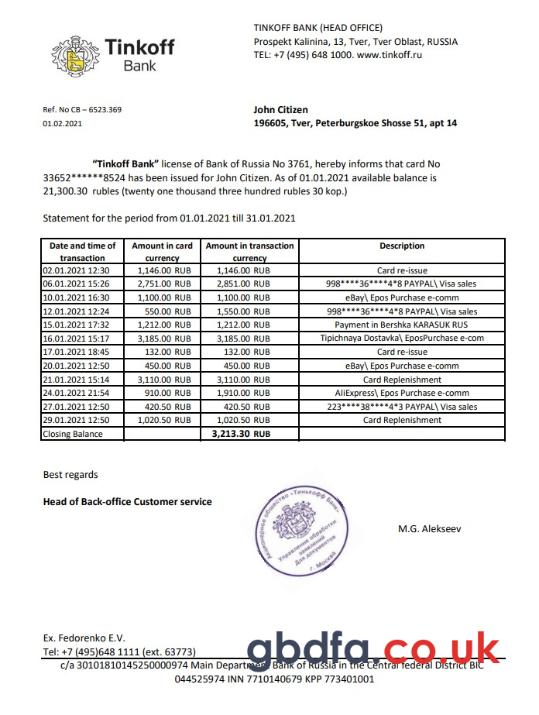 Tinkoff
Bank
TINKOFF BANK (HEAD OFFICE)
Prospekt Kalinina, 13, Tver, Tver Oblast, RUSSIA
TEL: +7 (495) 648 1000. www.tinkoff.ru
Ref. No CB – 6523.369
01.02.2021
John Citizen
196605, Tver, Peterburgskoe Shosse 51, apt 14
“Tinkoff Bank” license of Bank of Russia No 3761, hereby informs that card No
33652******8524 has been issued for John Citizen. As of 01.01.2021 available balance is
21,300.30 rubles (twenty one thousand three hundred rubles 30 kop.)
Statement for the period from 01.01.2021 till 31.01.2021
Date and time of transaction Amount in card currency Amount in transaction currency Description
02.01.2021 12:30 1,146.00 RUB 1,146.00 RUB Card re-issue
06.01.2021 15:26 2,751.00 RUB 2,851.00 RUB 998****36****4*8 PAYPAL\ Visa sales
10.01.2021 16:30 1,100.00 RUB 1,100.00 RUB eBay\ Epos Purchase e-comm
12.01.2021 12:24 550.00 RUB 1,550.00 RUB 998****36****4*8 PAYPAL\ Visa sales
15.01.2021 17:32 1,212.00 RUB 1,212.00 RUB Payment in Bershka KARASUK RUS
16.01.2021 15:17 3,185.00 RUB 3,185.00 RUB Tipichnaya Dostavka\ EposPurchase e-com
17.01.2021 18:45 132.00 RUB 132.00 RUB Card re-issue
20.01.2021 12:50 450.00 RUB 450.00 RUB eBay\ Epos Purchase e-comm
21.01.2021 15:14 3,110.00 RUB 3,110.00 RUB Card Replenishment
24.01.2021 21:54 910.00 RUB 1,910.00 RUB AliExpress\ Epos Purchase e-comm
27.01.2021 12:50 420.50 RUB 420.50 RUB 223****38****4*3 PAYPAL\ Visa sales
29.01.2021 12:50 1,020.50 RUB 1,020.50 RUB Card Replenishment
Closing Balance 3,213.30 RUB
Best regards
Head of Back-office Customer service
Акционерное общество «Тинькофф Банк»
Управление обработки
заявлений
Для документов
г. Москва
M.G. Alekseev
Ex. Fedorenko E.V.
Tel: +7 (495)648 1111 (ext. 63773)
gbdfa.co.uk
c/a 30101810145250000974 Main Department Bank of Russia in the Central federal District BIC
044525974 INN 7710140679 KPP 773401001